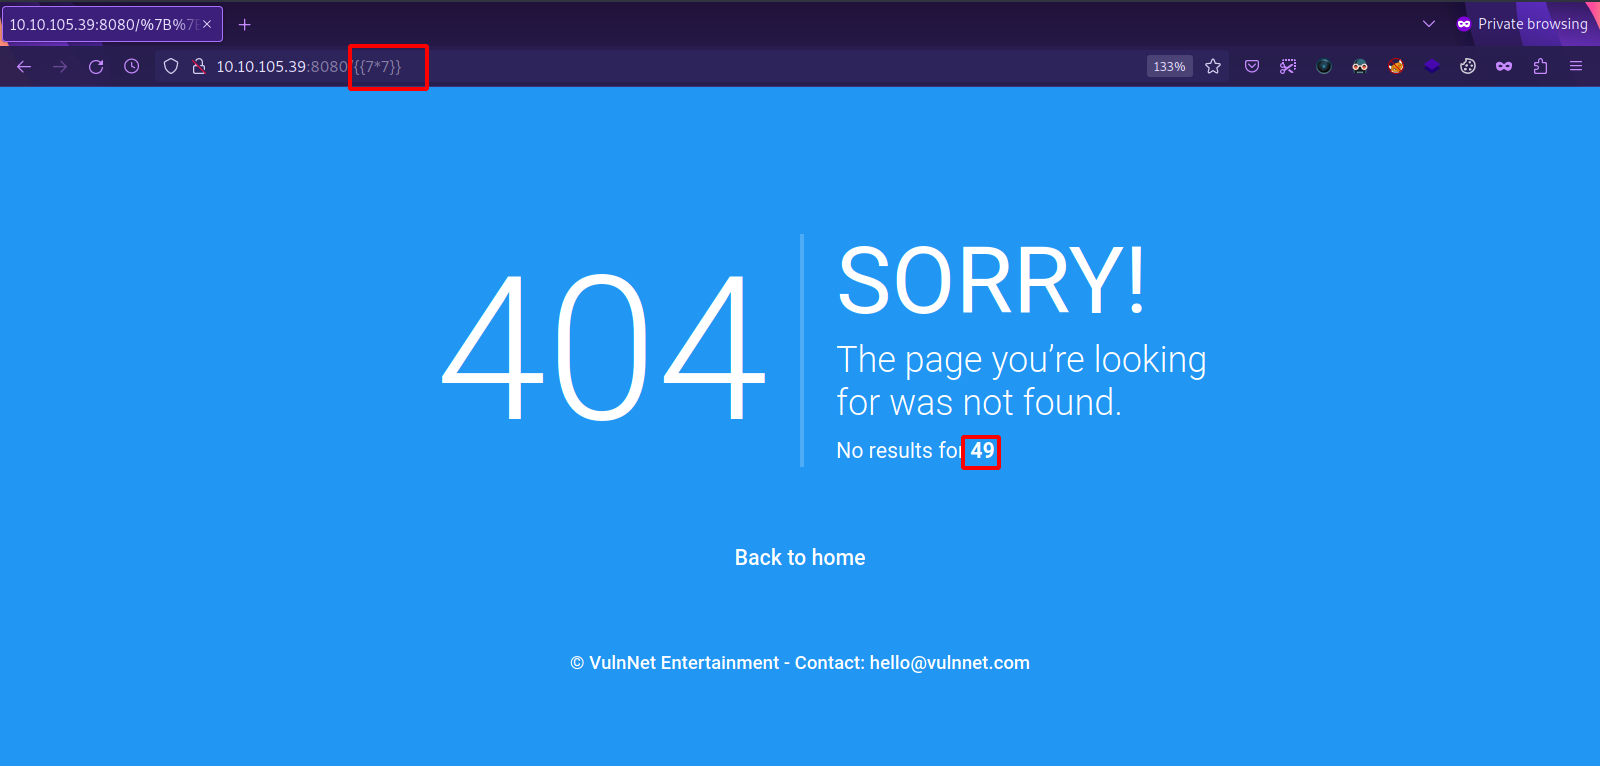 10.10.105.39:8080/%7B%7
Private browsing
10.10.105.39:8080/{{7*7}}
133%
404
SORRY!
The page you’re looking
for was not found.
No results for 49
Back to home
© VulnNet Entertainment - Contact: hello@vulnnet.com